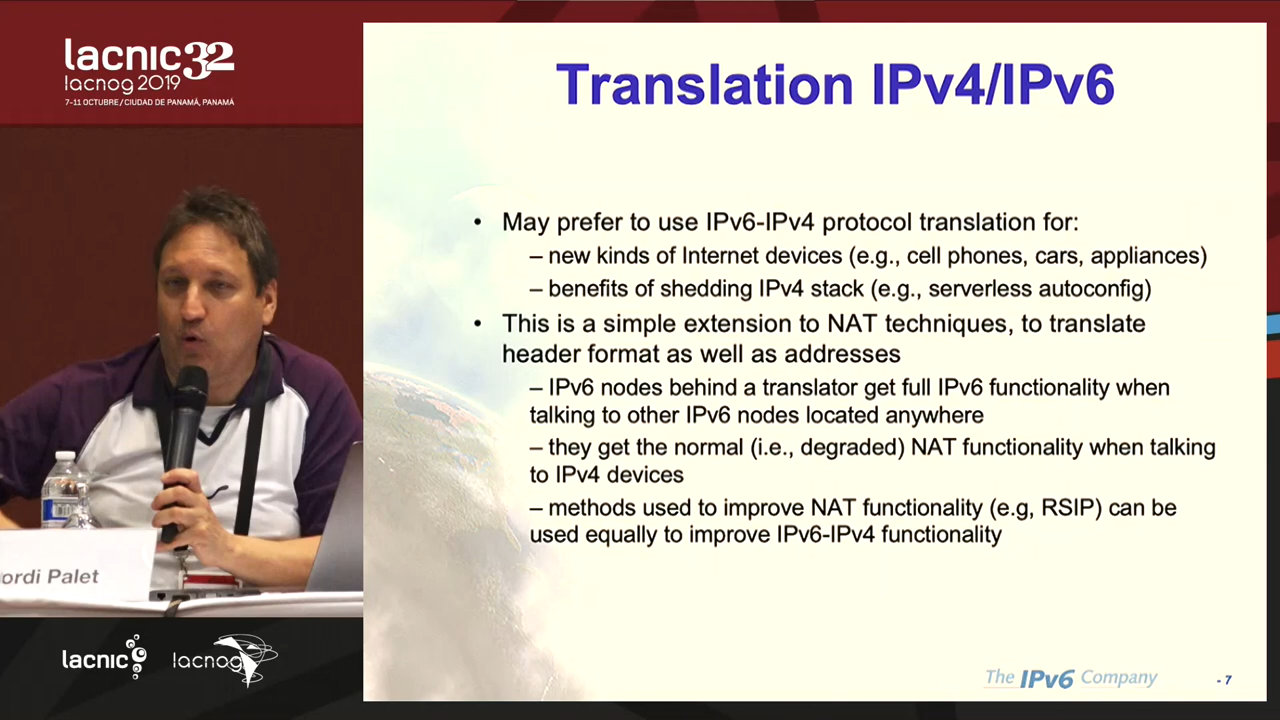 lacnic32
lacnog 2019
7-11 OCTUBRE / CIUDAD DE PANAMÁ, PANAMÁ
Translation IPv4/IPv6
• May prefer to use IPv6-IPv4 protocol translation for:
– new kinds of Internet devices (e.g., cell phones, cars, appliances)
– benefits of shedding IPv4 stack (e.g., serverless autoconfig)
• This is a simple extension to NAT techniques, to translate
header format as well as addresses
– IPv6 nodes behind a translator get full IPv6 functionality when
talking to other IPv6 nodes located anywhere
– they get the normal (i.e., degraded) NAT functionality when talking
to IPv4 devices
– methods used to improve NAT functionality (e.g, RSIP) can be
used equally to improve IPv6-IPv4 functionality
ordi Palet
lacnic
lacnog
The IPv6 Company
- 7